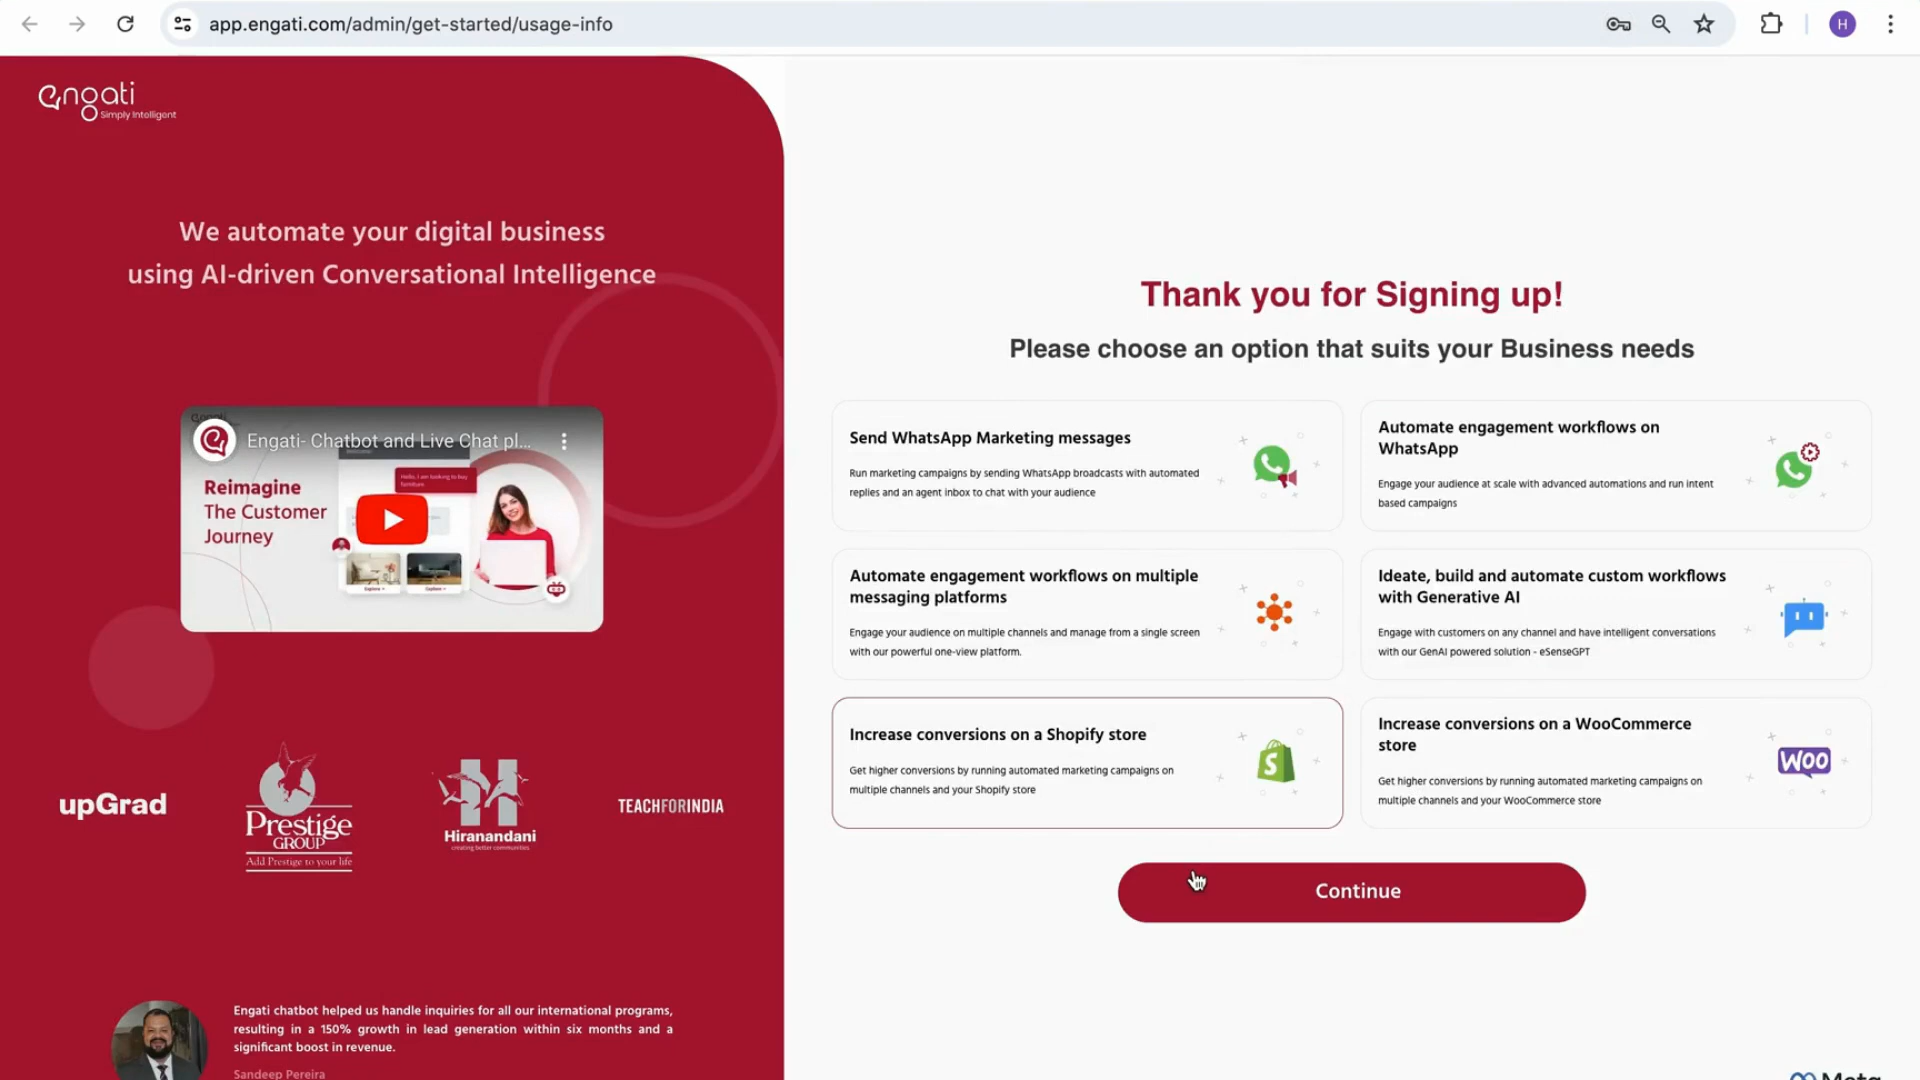 app.engati.com/admin/get-started/usage-info
H
engati
Simply Intelligent
We automate your digital business
using AI-driven Conversational Intelligence
Engati- Chatbot and Live Chat pl...
Reimagine
The Customer
Journey
upGrad
Prestige
GROUP
Add Prestige to your life
H
Hiranandani
creating better communities
TEACHFORINDIA
Engati chatbot helped us handle inquiries for all our international programs,
resulting in a 150% growth in lead generation within six months and a
significant boost in revenue.
Sandeep Pereira
Thank you for Signing up!
Please choose an option that suits your Business needs
Send WhatsApp Marketing messages
Run marketing campaigns by sending WhatsApp broadcasts with automated
replies and an agent inbox to chat with your audience
Automate engagement workflows on
WhatsApp
Engage your audience at scale with advanced automations and run intent
based campaigns
Automate engagement workflows on multiple
messaging platforms
Engage your audience on multiple channels and manage from a single screen
with our powerful one-view platform.
Ideate, build and automate custom workflows
with Generative AI
Engage with customers on any channel and have intelligent conversations
with our GenAI powered solution - eSenseGPT
Increase conversions on a Shopify store
Get higher conversions by running automated marketing campaigns on
multiple channels and your Shopify store
S
Increase conversions on a WooCommerce
store
Get higher conversions by running automated marketing campaigns on
multiple channels and your WooCommerce store
WOO
Continue
Meta